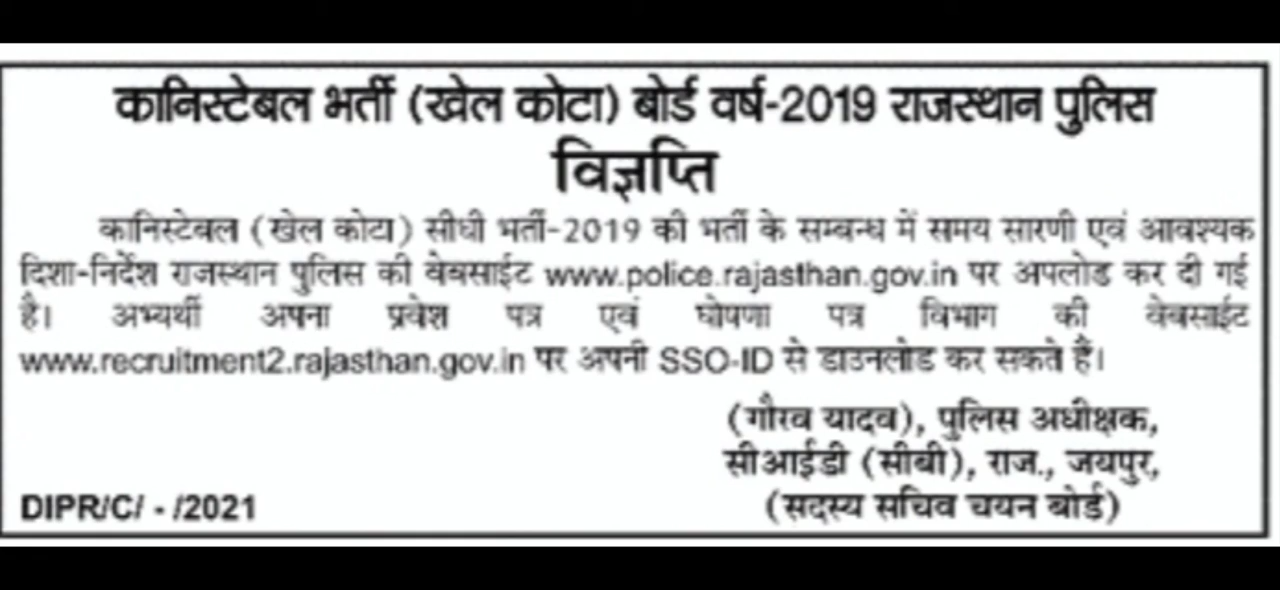 कानिस्टेबल भर्ती (खेल कोटा) बोर्ड वर्ष-2019 राजस्थान पुलिस
विज्ञप्ति
कानिस्टेबल (खेल कोटा) सीधी भर्ती-2019 की भर्ती के सम्बन्ध में समय सारणी एवं आवश्यक
दिशा-निर्देश राजस्थान पुलिस की वेबसाईट www.police.rajasthan.gov.in पर अपलोड कर दी गई
है। अभ्यर्थी अपना प्रवेश पत्र एवं घोषणा पत्र विभाग की वेबसाईट
www.recruitment2.rajasthan.gov.in पर अपनी SSO-ID से डाउनलोड कर सकते हैं।
(गौरव यादव), पुलिस अधीक्षक,
सीआईडी (सीबी), राज., जयपुर,
(सदस्य सचिव चयन बोर्ड)
DIPR/C/ - /2021